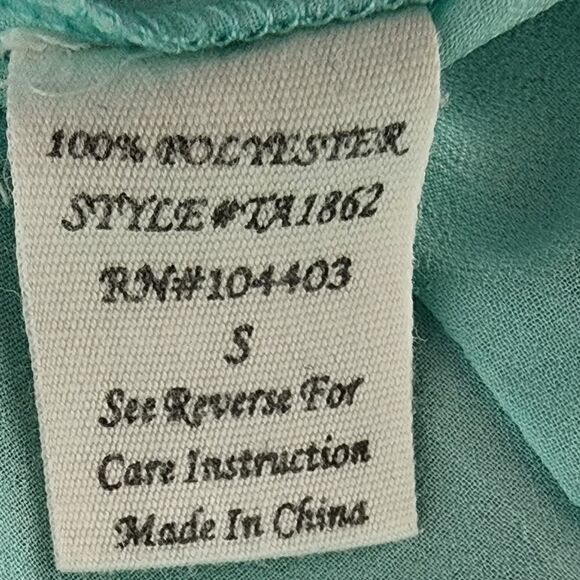 100% POLYESTER
STYLE#TA1862
RN#104403
S
See Reverse For
Care Instruction
Made In China